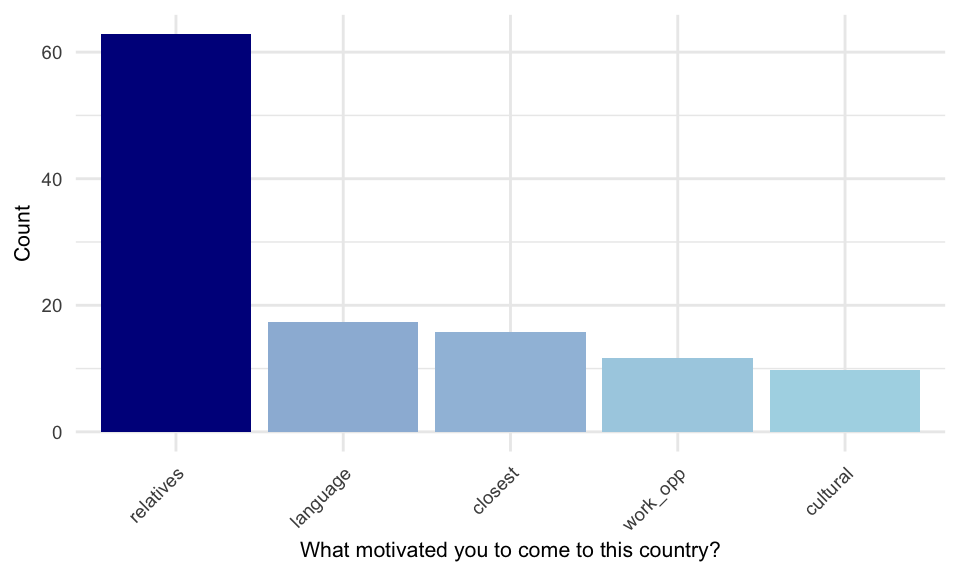 Count
60
40
20
0
relatives
language
closest
work_opp
cultural
What motivated you to come to this country?